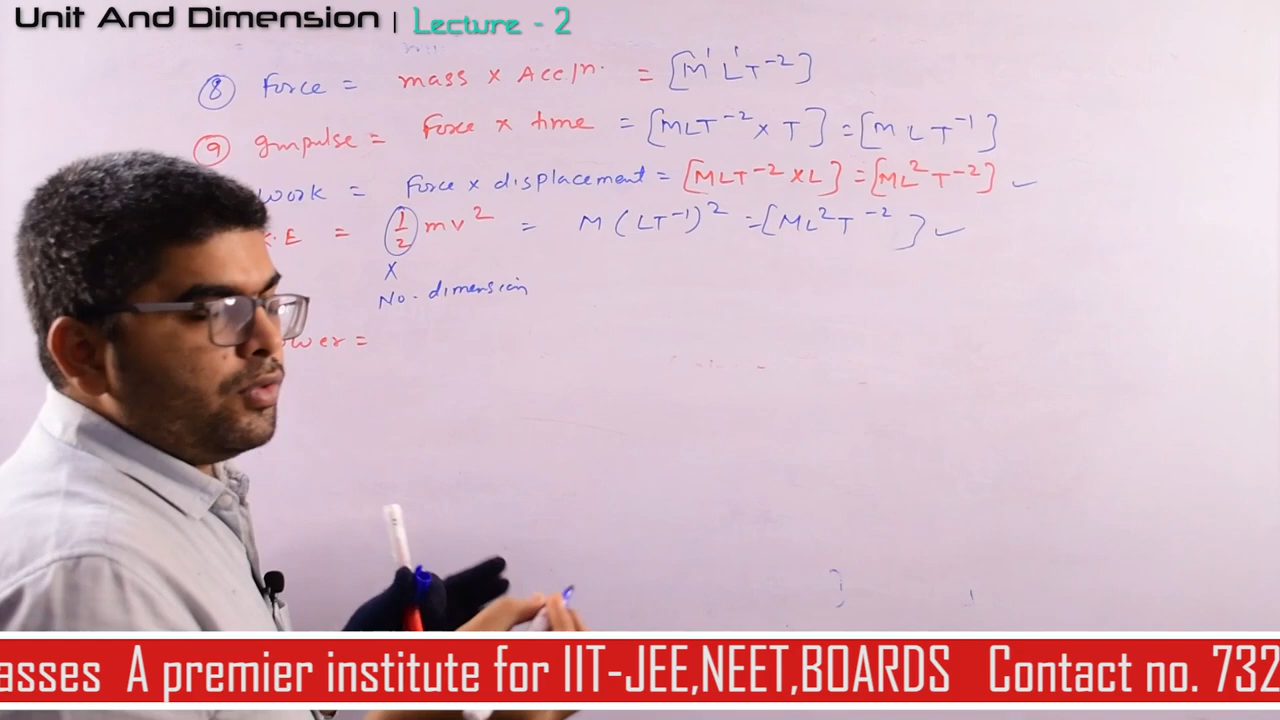 Unit And Dimension | Lecture - 2
⑧ Force = mass × Acc/n. = [M¹L¹T⁻²]
⑨ Impulse = Force × time = [MLT⁻² × T] = [MLT⁻¹]
work = Force × displacement = [MLT⁻² × L] = [ML²T⁻²] ✓
K.E = 1/2 mv² = M(LT⁻¹)² = [ML²T⁻²] ✓
×
No. dimension
ower =
asses A premier institute for IIT-JEE,NEET,BOARDS Contact no. 732